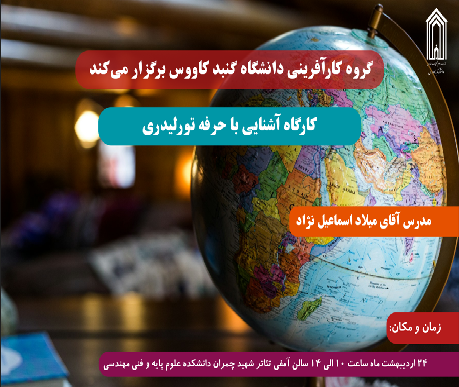 گروه کارآفرینی دانشگاه گنبد کاووس برگزار می‌کند
کارگاه آشنایی با حرفه تورلیدری
مدرس آقای میلاد اسماعیل نژاد
زمان و مکان:
۲۴ اردیبهشت ماه ساعت ۱۰ الی ۱۴ سالن آمفی تئاتر شهید چمران دانشکده علوم پایه و فنی مهندسی